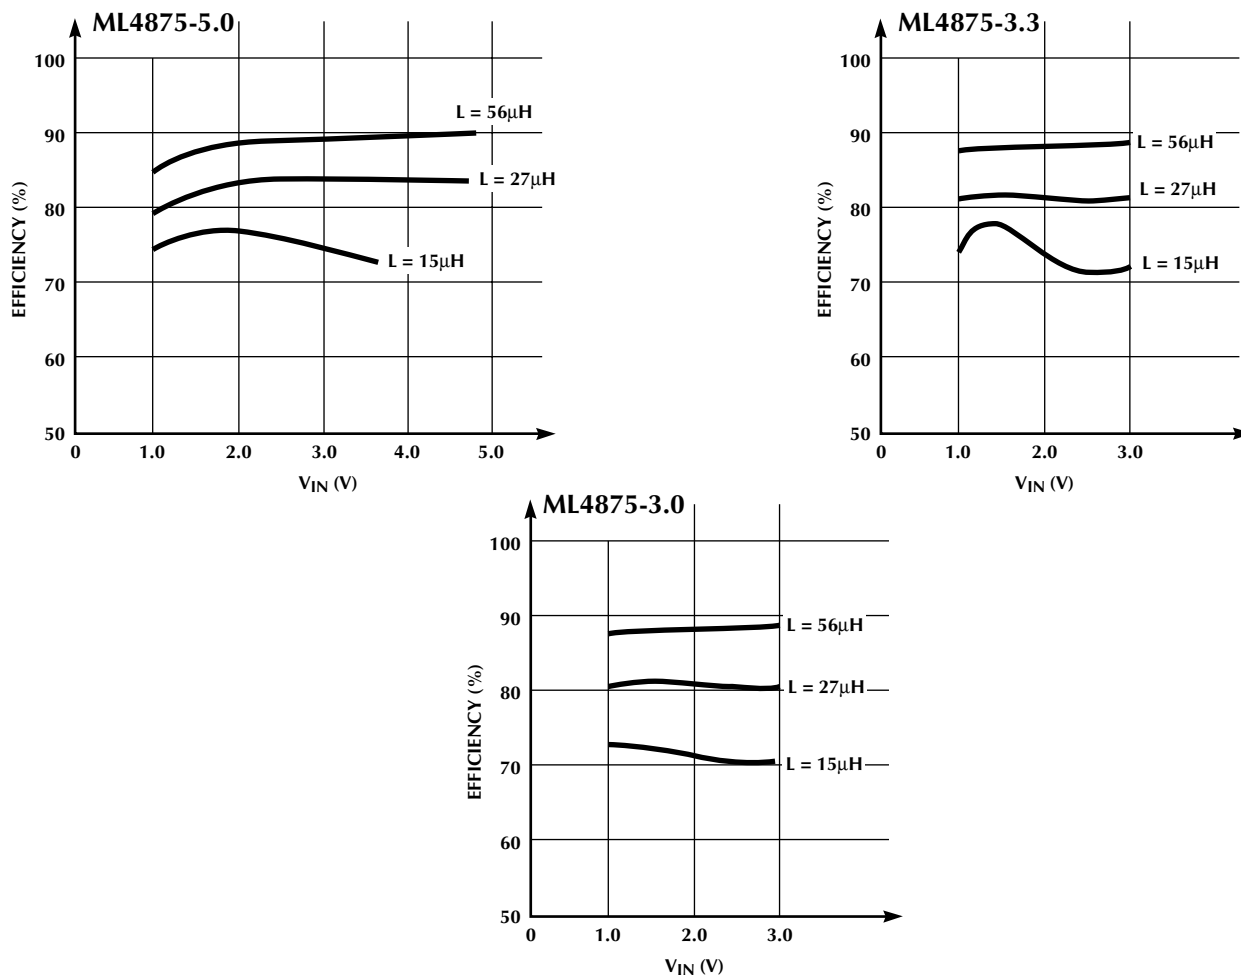 ML4875-5.0
100
90
80
70
60
50
EFFICIENCY (%)
L = 56μH
L = 27μH
L = 15μH
0 1.0 2.0 3.0 4.0 5.0
VIN (V)
ML4875-3.3
100
90
80
70
60
50
EFFICIENCY (%)
L = 56μH
L = 27μH
L = 15μH
0 1.0 2.0 3.0
VIN (V)
ML4875-3.0
100
90
80
70
60
50
EFFICIENCY (%)
L = 56μH
L = 27μH
L = 15μH
0 1.0 2.0 3.0
VIN (V)